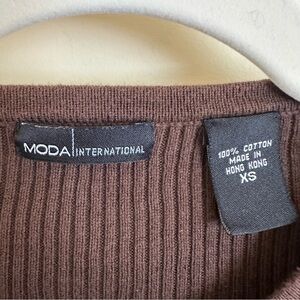 MODA INTERNATIONAL
100% COTTON
MADE IN
HONG KONG
XS